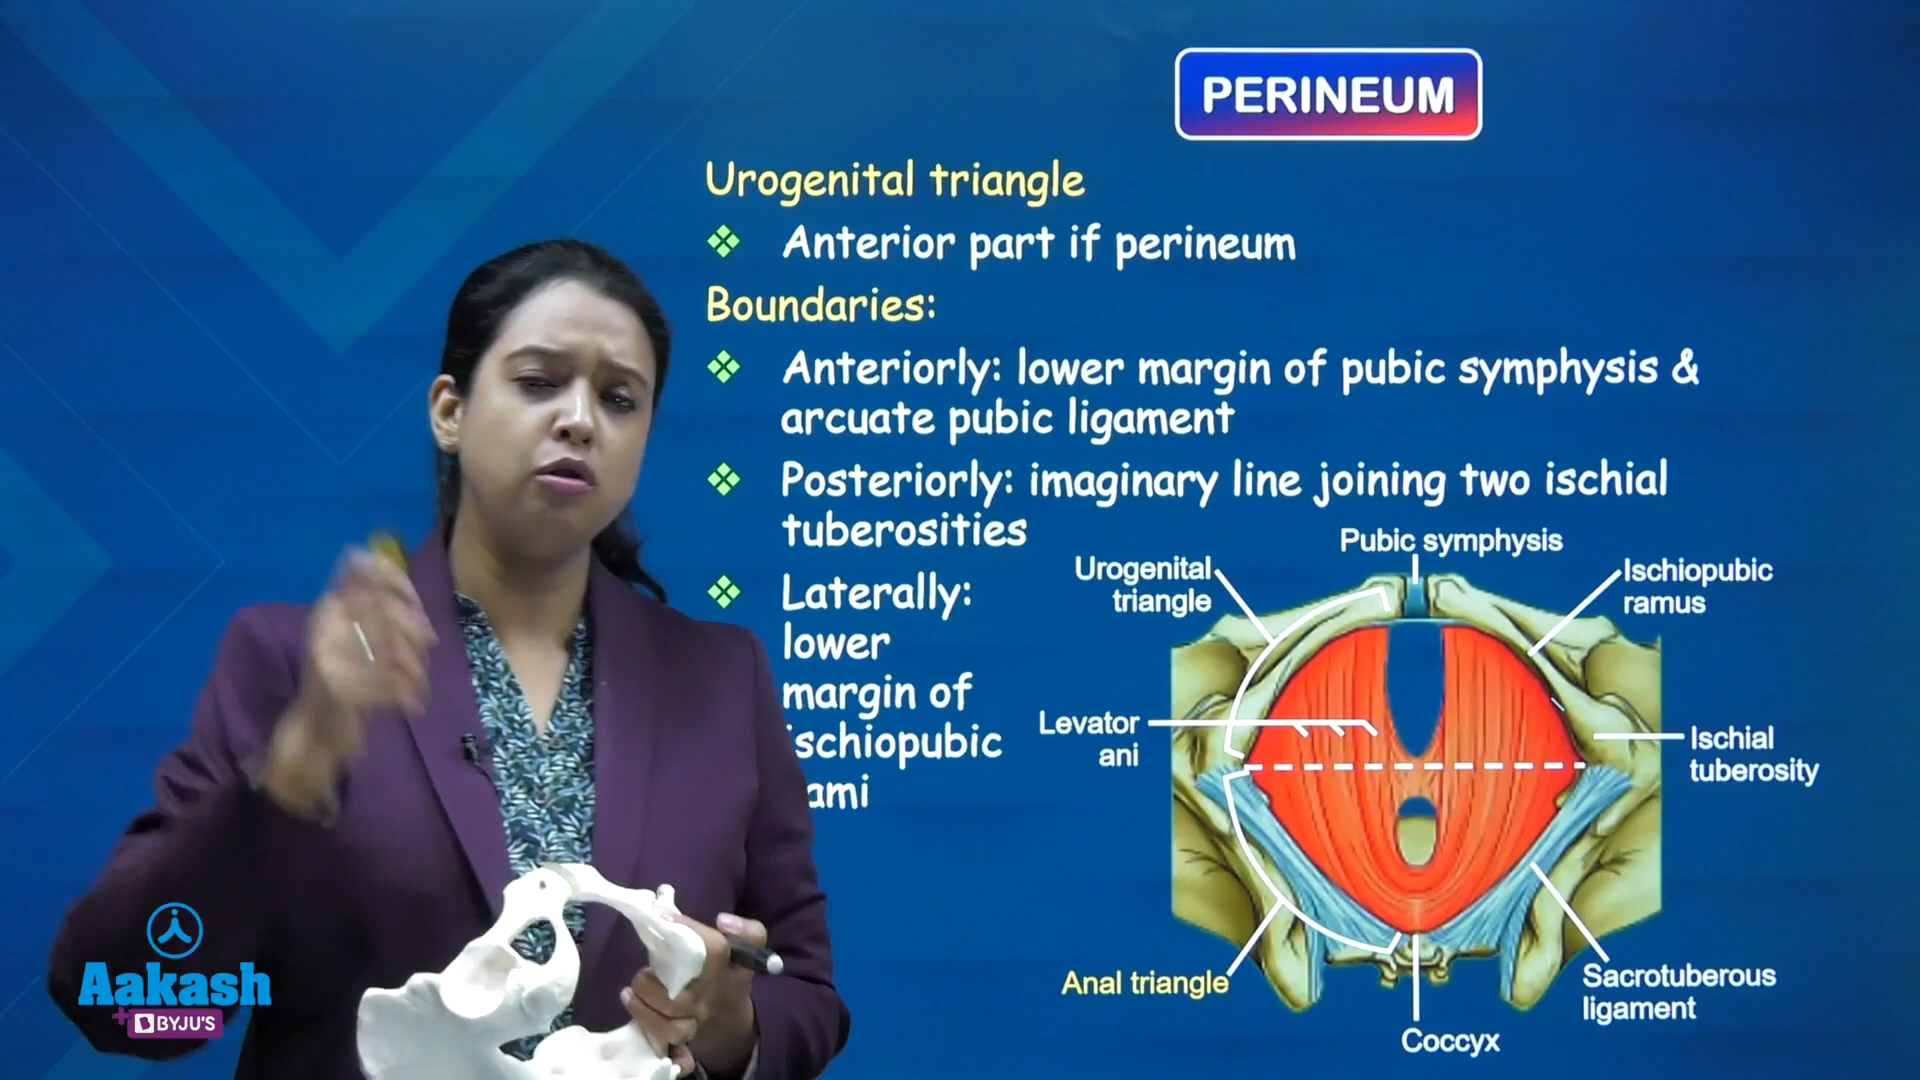 PERINEUM
Urogenital triangle
Anterior part if perineum
Boundaries:
Anteriorly: lower margin of pubic symphysis &
arcuate pubic ligament
Posteriorly: imaginary line joining two ischial
tuberosities
Laterally:
lower
margin of
ischiopubic
ami
Pubic symphysis
Urogenital
triangle
Ischiopubic
ramus
Levator
ani
Ischial
tuberosity
Anal triangle
Sacrotuberous
ligament
Coccyx
Aakash
+ BYJU'S